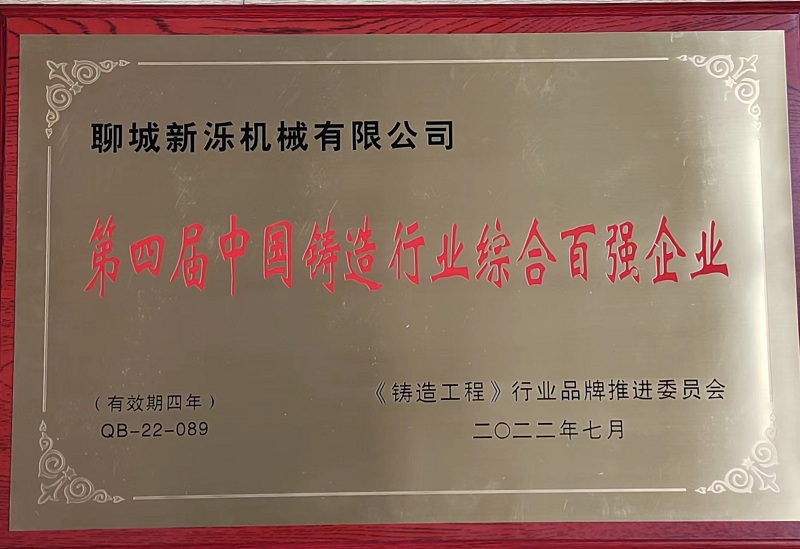 聊城新泺机械有限公司
第四届中国铸造行业综合百强企业
（有效期四年）
QB-22-089
《铸造工程》行业品牌推进委员会
二〇二二年七月